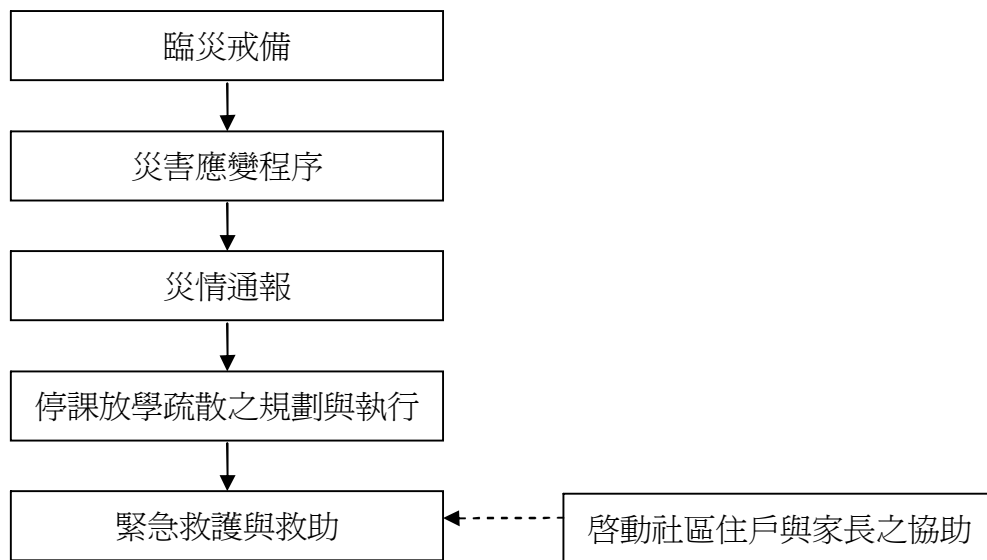 臨災戒備
災害應變程序
災情通報
停課放學疏散之規劃與執行
緊急救護與救助
啓動社區住戶與家長之協助